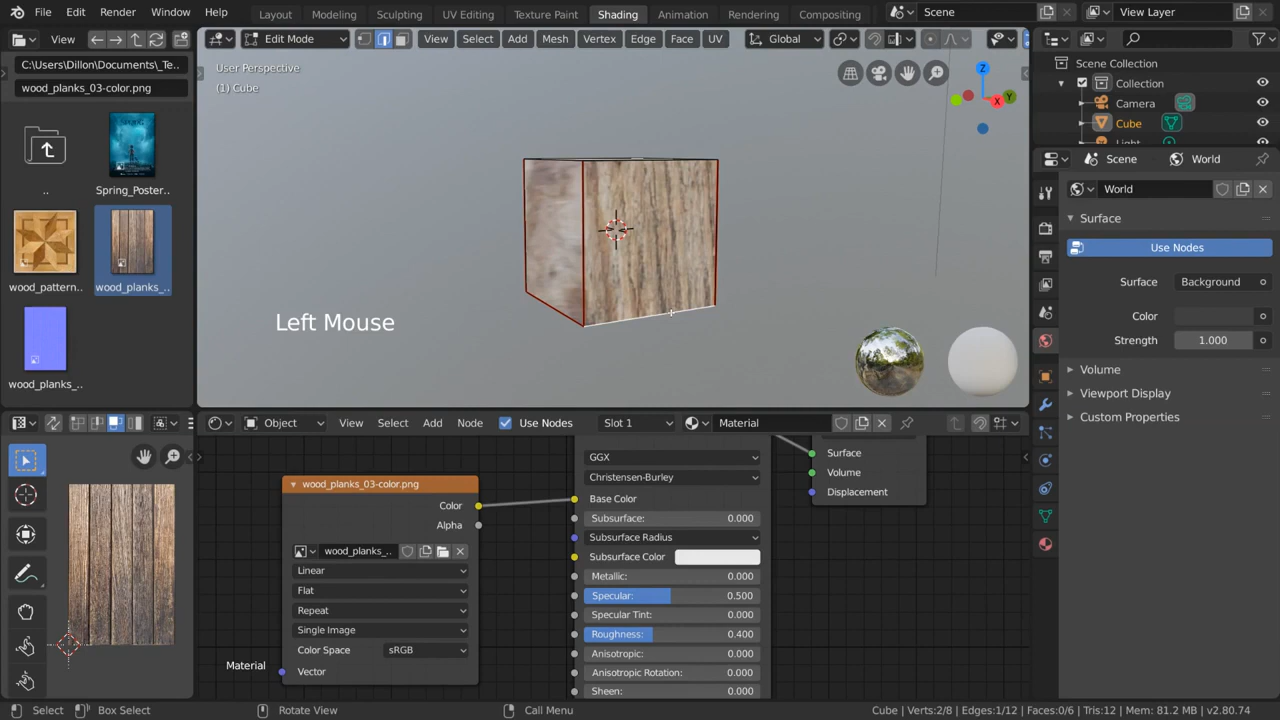 File Edit Render Window Help
Layout Modeling Sculpting UV Editing Texture Paint Shading Animation Rendering Compositing
Scene
View Layer
View
C:\Users\Dillon\Documents\_Te..
wood_planks_03-color.png
..
Spring_Poster..
wood_pattern..
wood_planks_..
wood_planks_..
Edit Mode View Select Add Mesh Vertex Edge Face UV Global
User Perspective
(1) Cube
Z
X
Y
Left Mouse
Scene Collection
Collection
Camera
Cube
Light
Scene World
World
Surface
Use Nodes
Surface Background
Color
Strength 1.000
Volume
Viewport Display
Custom Properties
Object View Select Add Node Use Nodes Slot 1 Material
wood_planks_03-color.png
Color
Alpha
wood_planks_..
Linear
Flat
Repeat
Single Image
Color Space sRGB
Vector
Material
GGX
Christensen-Burley
Base Color
Subsurface: 0.000
Subsurface Radius
Subsurface Color
Metallic: 0.000
Specular: 0.500
Specular Tint: 0.000
Roughness: 0.400
Anisotropic: 0.000
Anisotropic Rotation: 0.000
Sheen: 0.000
Surface
Volume
Displacement
Select Box Select Rotate View Call Menu
Cube | Verts:2/8 | Edges:1/12 | Faces:0/6 | Tris:12 | Mem: 81.2 MB | v2.80.74